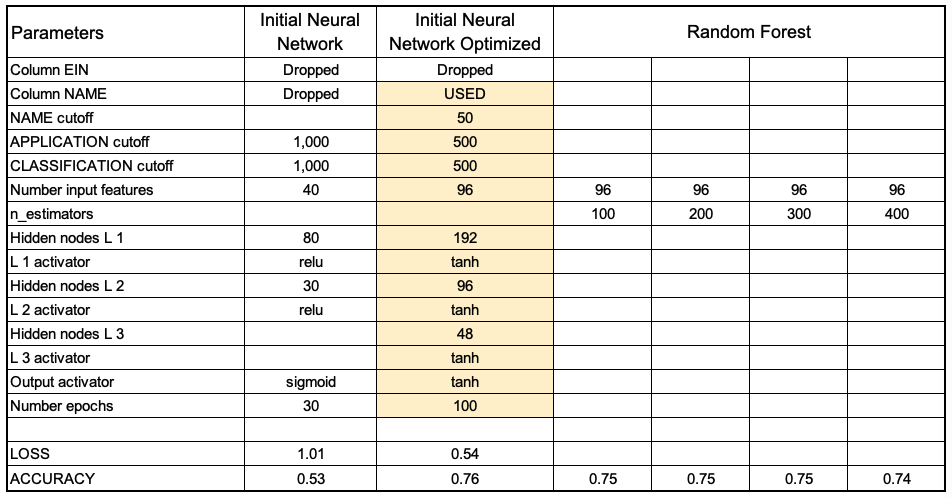 Parameters Initial Neural Network Initial Neural Network Optimized Random Forest
Column EIN Dropped Dropped
Column NAME Dropped USED
NAME cutoff 50
APPLICATION cutoff 1,000 500
CLASSIFICATION cutoff 1,000 500
Number input features 40 96 96 96 96 96
n_estimators 100 200 300 400
Hidden nodes L 1 80 192
L 1 activator relu tanh
Hidden nodes L 2 30 96
L 2 activator relu tanh
Hidden nodes L 3 48
L 3 activator tanh
Output activator sigmoid tanh
Number epochs 30 100
LOSS 1.01 0.54
ACCURACY 0.53 0.76 0.75 0.75 0.75 0.74